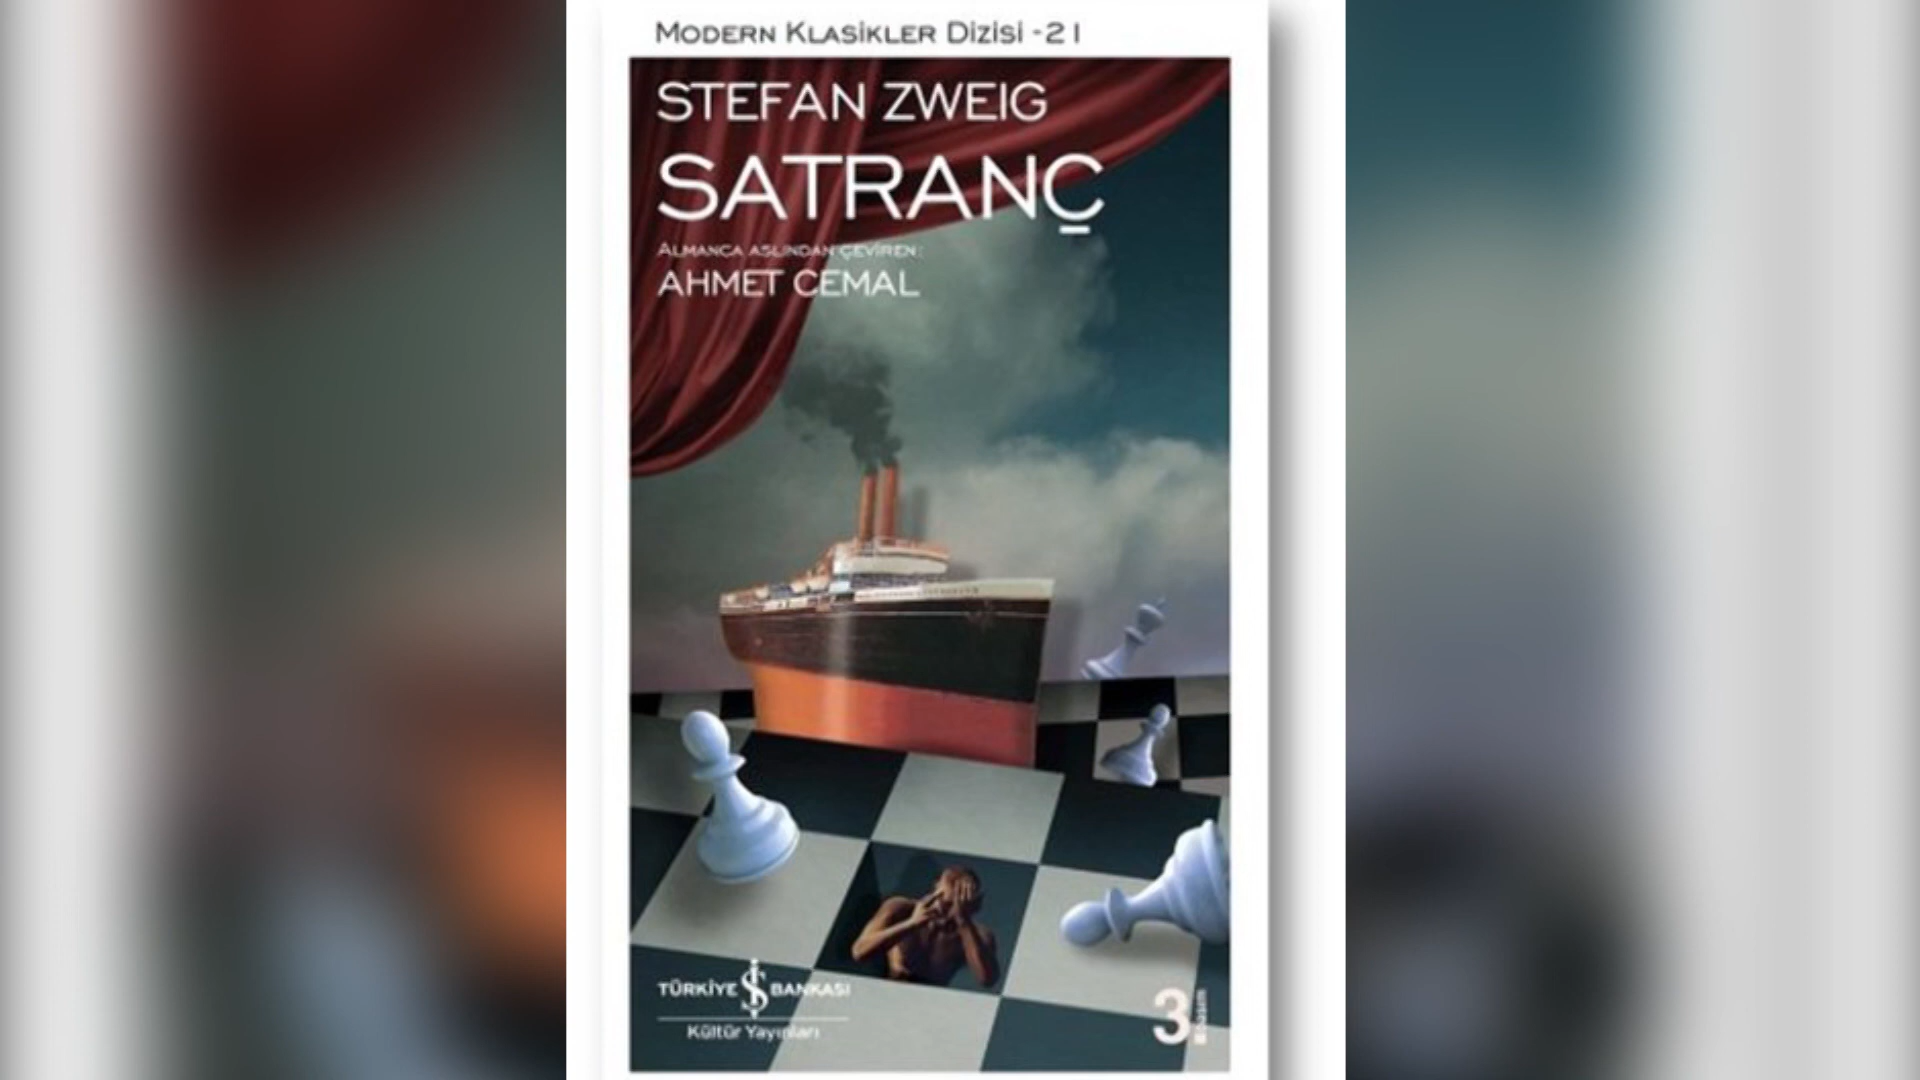 MODERN KLASİKLER DİZİSİ -21
STEFAN ZWEIG
SATRANÇ
ALMANCA ASLINDAN ÇEVİREN:
AHMET CEMAL
TÜRKİYE İŞ BANKASI
Kültür Yayınları
3.
Basım